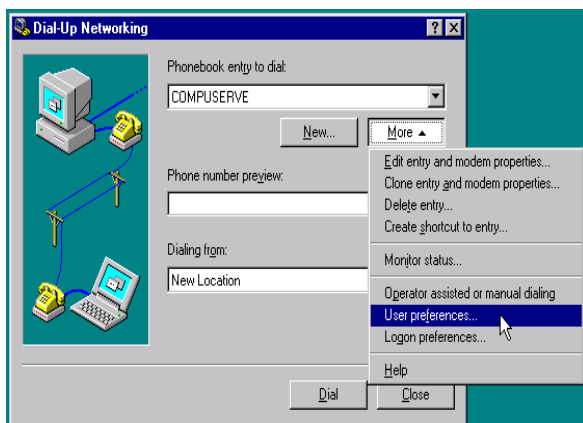 Dial-Up Networking
Phonebook entry to dial:
COMPUSERVE
New...
More
Phone number preview:
Dialing from:
New Location
Edit entry and modem properties...
Clone entry and modem properties...
Delete entry...
Create shortcut to entry...
Monitor status...
Operator assisted or manual dialing
User preferences...
Logon preferences...
Help
Dial
Close